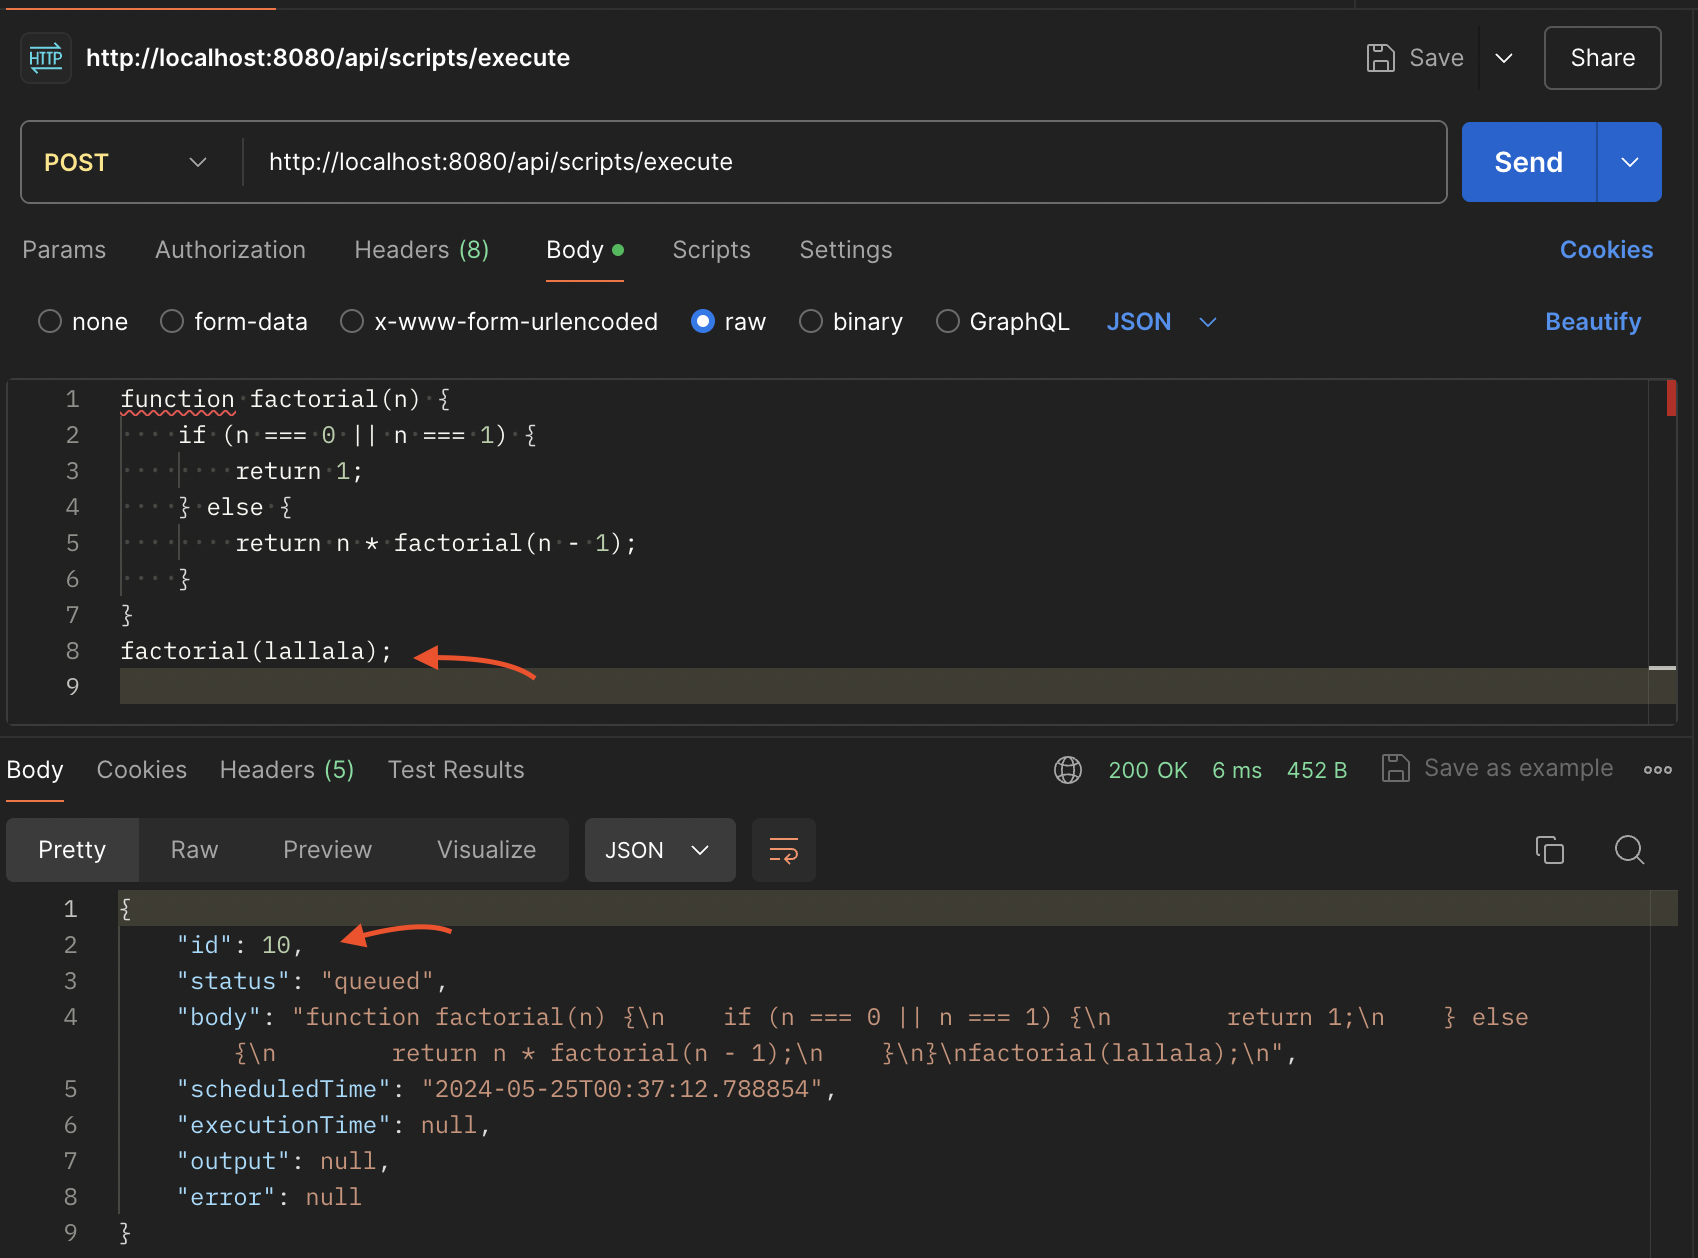 HTTP http://localhost:8080/api/scripts/execute Save Share
POST http://localhost:8080/api/scripts/execute Send
Params Authorization Headers (8) Body Scripts Settings Cookies
none form-data x-www-form-urlencoded raw binary GraphQL JSON Beautify
1 function factorial(n) {
2     if (n === 0 || n === 1) {
3         return 1;
4     } else {
5         return n * factorial(n - 1);
6     }
7 }
8 factorial(lallala);
9
Body Cookies Headers (5) Test Results 200 OK 6 ms 452 B Save as example
Pretty Raw Preview Visualize JSON
1 {
2     "id": 10,
3     "status": "queued",
4     "body": "function factorial(n) {\n    if (n === 0 || n === 1) {\n        return 1;\n    } else
{\n        return n * factorial(n - 1);\n    }\n}\nfactorial(lallala);\n",
5     "scheduledTime": "2024-05-25T00:37:12.788854",
6     "executionTime": null,
7     "output": null,
8     "error": null
9 }